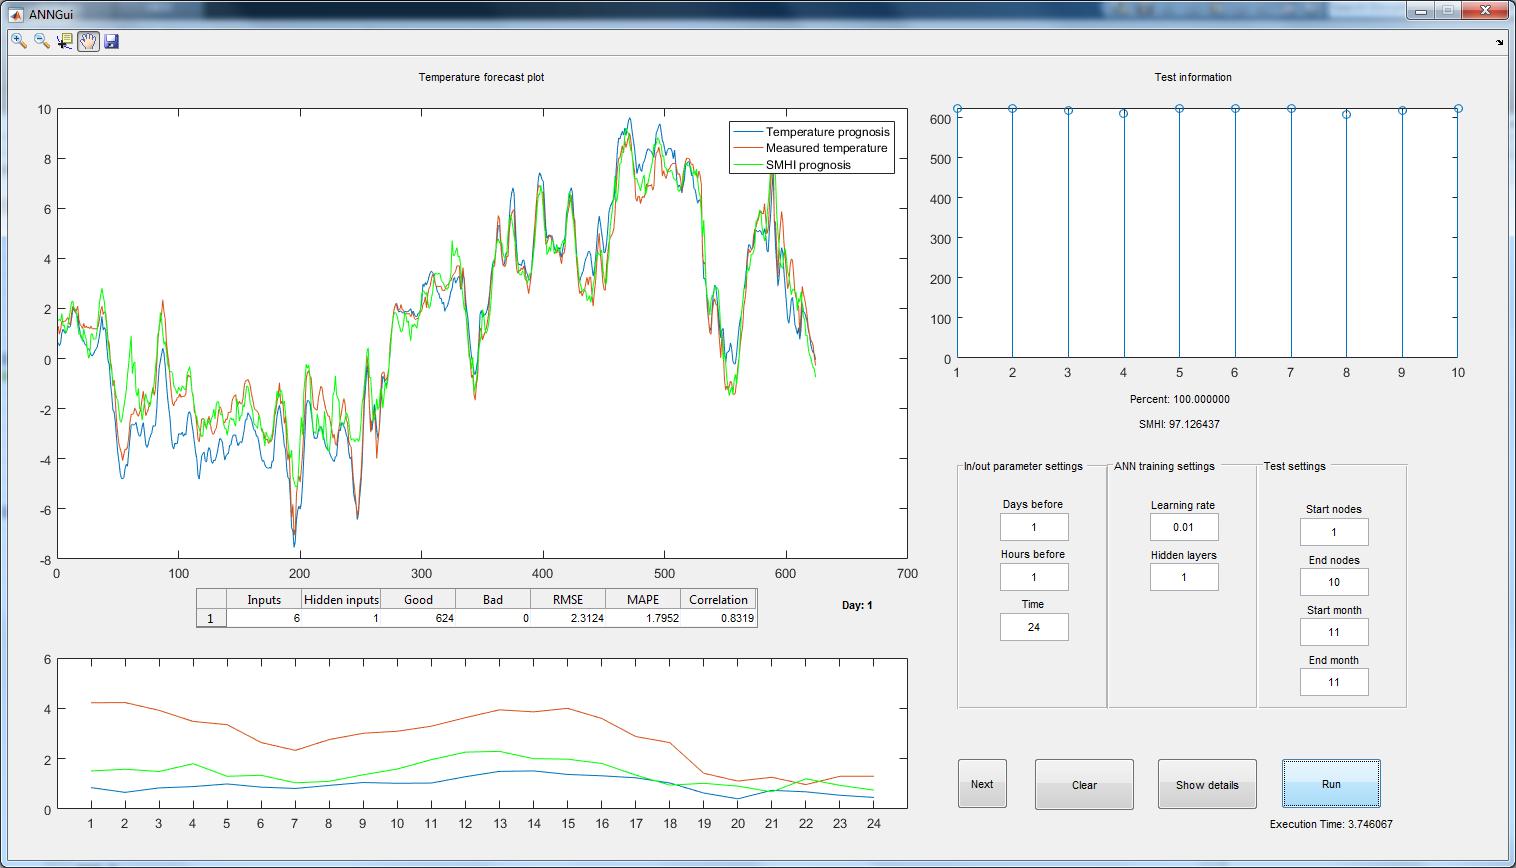 ANNGui
Temperature forecast plot
10
8
6
4
2
0
-2
-4
-6
-8
0 100 200 300 400 500 600 700
Temperature prognosis
Measured temperature
SMHI prognosis
Inputs Hidden inputs Good Bad RMSE MAPE Correlation
1 6 1 624 0 2.3124 1.7952 0.8319
Day: 1
6
4
2
0
1 2 3 4 5 6 7 8 9 10 11 12 13 14 15 16 17 18 19 20 21 22 23 24
Test information
600
500
400
300
200
100
0
1 2 3 4 5 6 7 8 9 10
Percent: 100.000000
SMHI: 97.126437
In/out parameter settings
Days before
1
Hours before
1
Time
24
ANN training settings
Learning rate
0.01
Hidden layers
1
Test settings
Start nodes
1
End nodes
10
Start month
11
End month
11
Next
Clear
Show details
Run
Execution Time: 3.746067